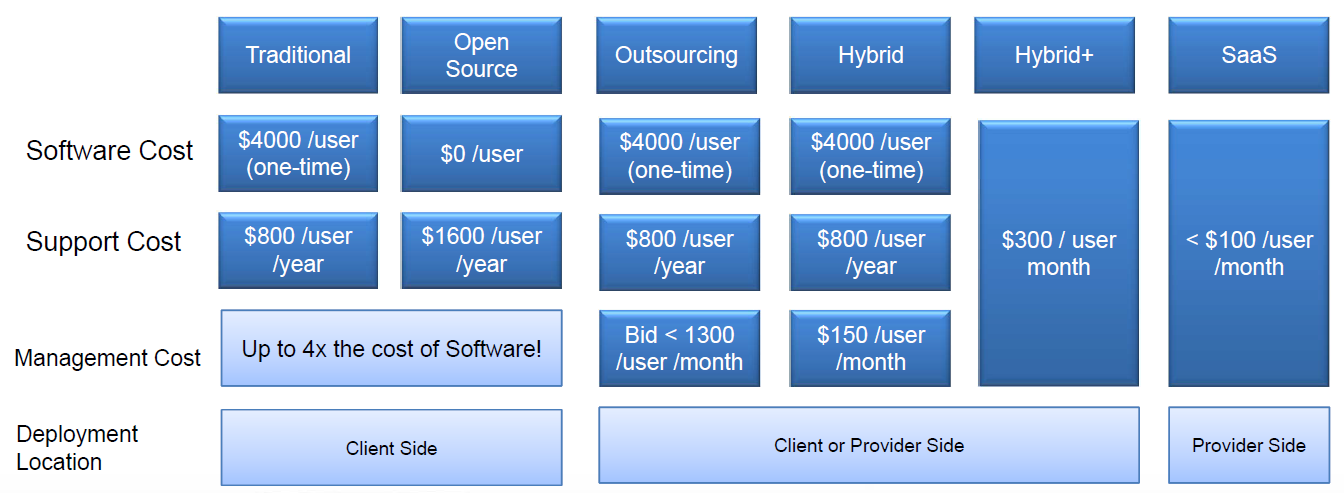 Traditional
Open
Source
Outsourcing
Hybrid
Hybrid+
SaaS
Software Cost
$4000 /user
(one-time)
$0 /user
$4000 /user
(one-time)
$4000 /user
(one-time)
Support Cost
$800 /user
/year
$1600 /user
/year
$800 /user
/year
$800 /user
/year
$300 / user
month
< $100 /user
/month
Management Cost
Up to 4x the cost of Software!
Bid < 1300
/user /month
$150 /user
/month
Deployment
Location
Client Side
Client or Provider Side
Provider Side